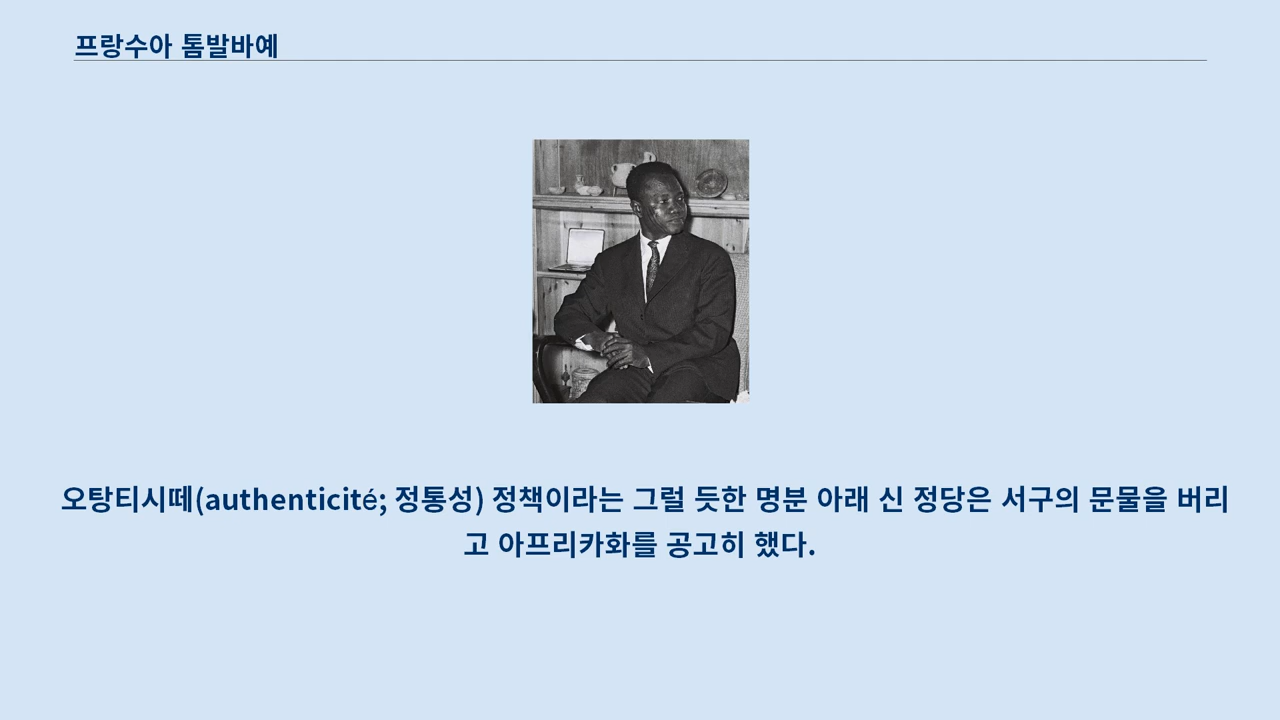 프랑수아 톰발바예
오탕티시떼(authenticité; 정통성) 정책이라는 그럴 듯한 명분 아래 신 정당은 서구의 문물을 버리
고 아프리카화를 공고히 했다.